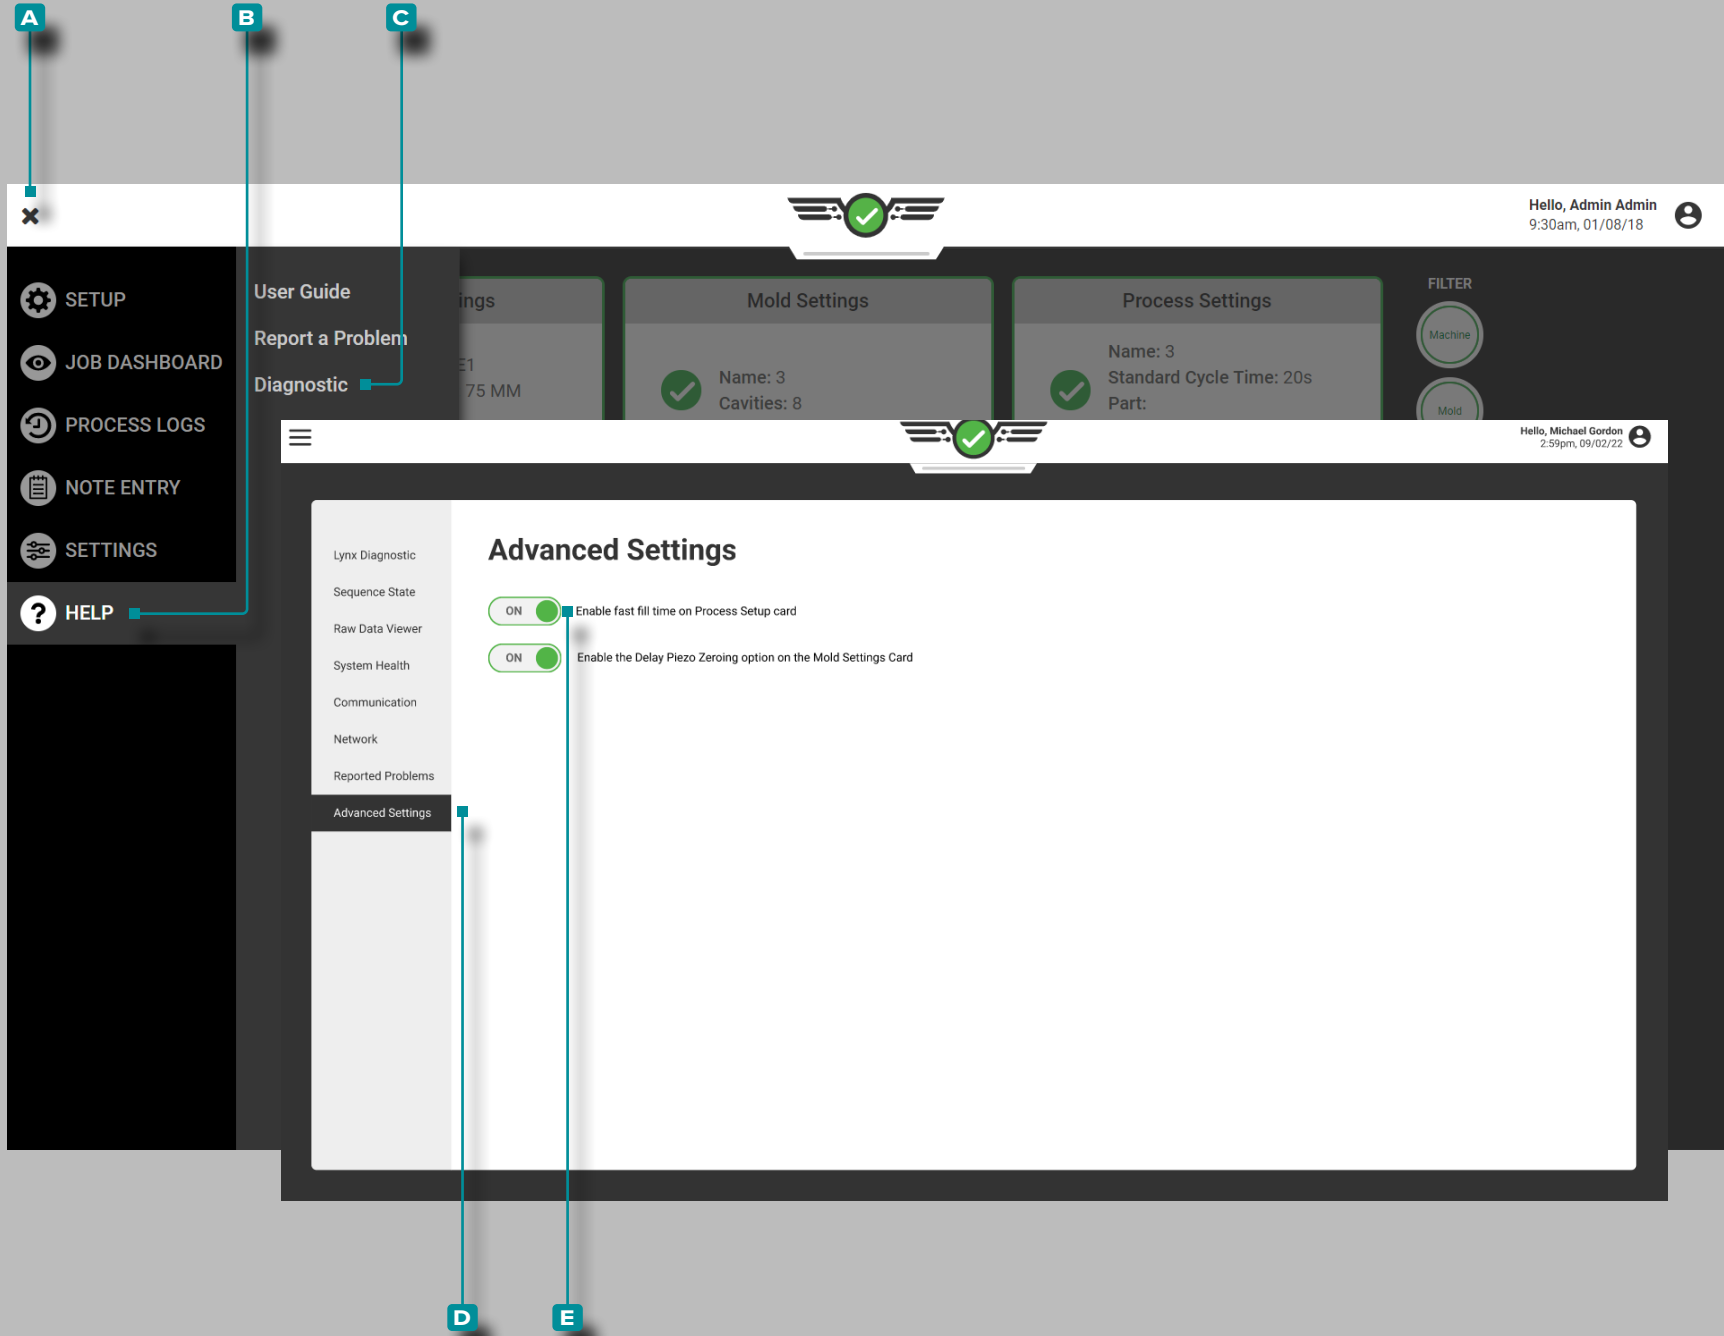 A
B
C
Hello, Admin Admin
9:30am, 01/08/18
SETUP
JOB DASHBOARD
PROCESS LOGS
NOTE ENTRY
SETTINGS
HELP
User Guide
Report a Problem
Diagnostic
ings
E1
75 MM
Mold Settings
Name: 3
Cavities: 8
Process Settings
Name: 3
Standard Cycle Time: 20s
Part:
FILTER
Machine
Mold
Hello, Michael Gordon
2:59pm, 09/02/22
Lynx Diagnostic
Sequence State
Raw Data Viewer
System Health
Communication
Network
Reported Problems
Advanced Settings
Advanced Settings
ON Enable fast fill time on Process Setup card
ON Enable the Delay Piezo Zeroing option on the Mold Settings Card
D
E